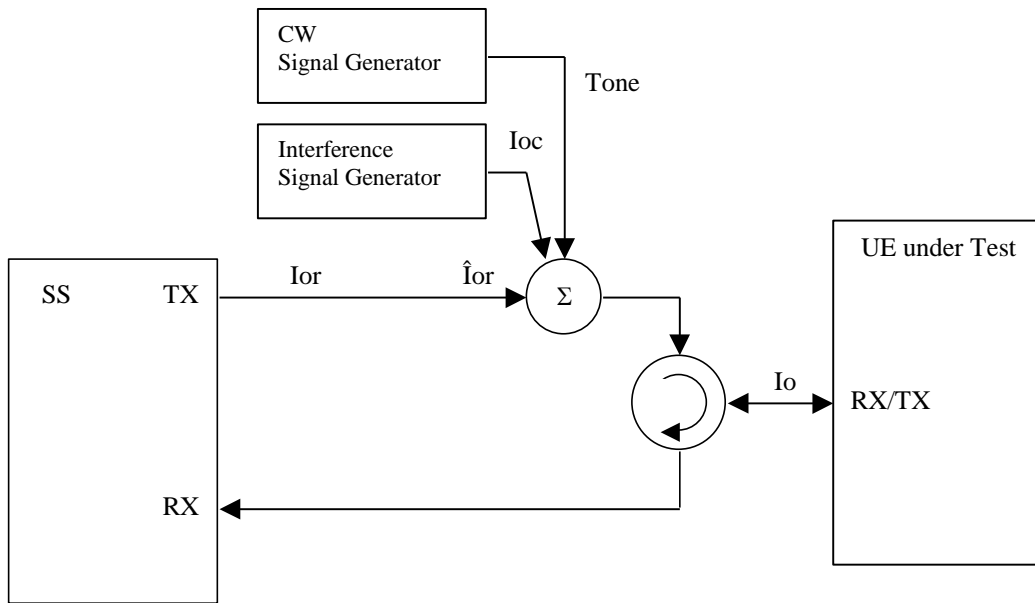 CW
Signal Generator
Tone
Interference
Signal Generator
Ioc
UE under Test
SS
TX
Ior
Îor
Σ
Io
RX/TX
RX